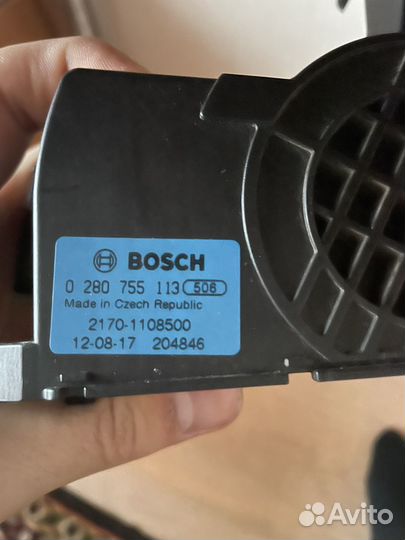 BOSCH
0 280 755 113 506
Made in Czech Republic
2170-1108500
12-08-17 204846
Avito